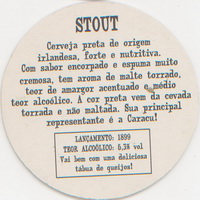 STOUT
Cerveja preta de origem
irlandesa, forte e nutritiva.
Com sabor encorpado e espuma muito
cremosa, tem aroma de malte torrado,
teor de amargor acentuado e médio
teor alcoólico. A cor preta vem da cevada
torrada e não maltada. Sua principal
representante é a Caracu!
LANÇAMENTO: 1899
TEOR ALCOÓLICO: 5,3% vol
Vai bem com uma deliciosa
tábua de queijos!